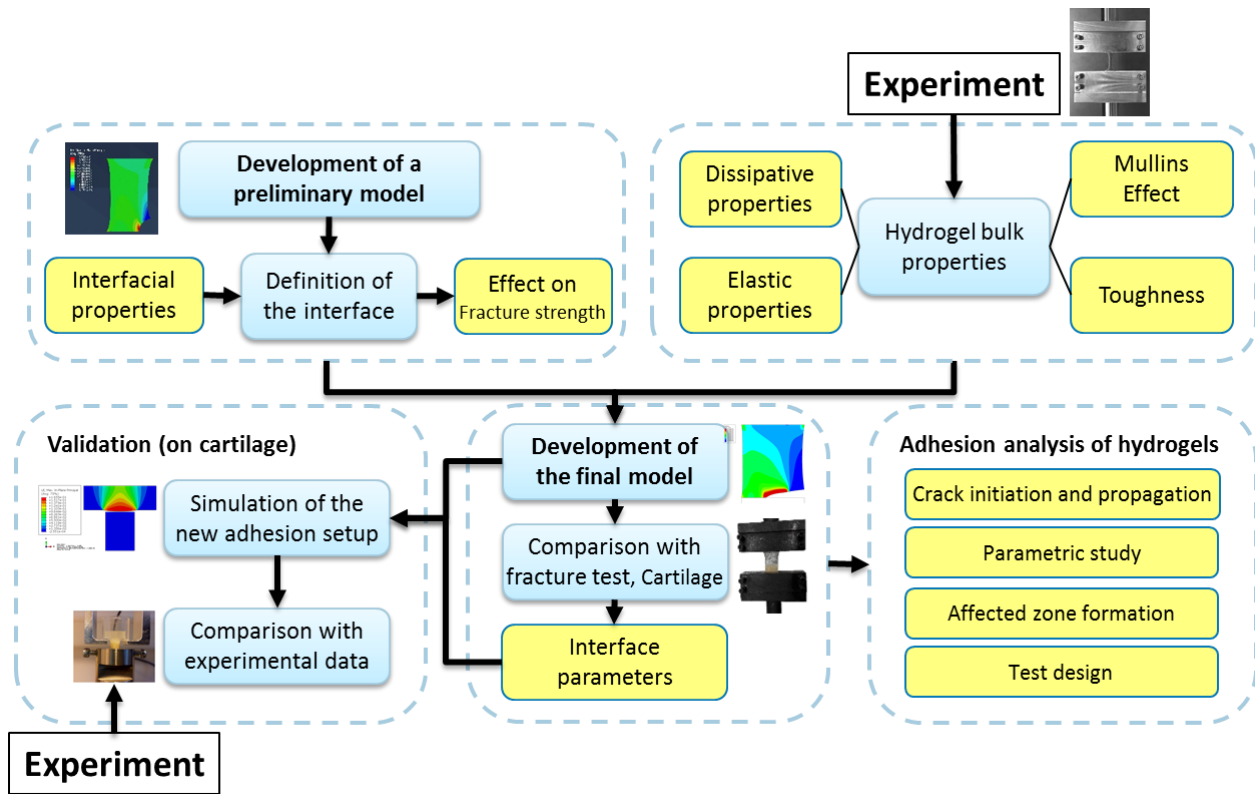 Experiment
Development of a
preliminary model
Interfacial
properties
Definition of
the interface
Effect on
Fracture strength
Dissipative
properties
Elastic
properties
Hydrogel bulk
properties
Mullins
Effect
Toughness
Validation (on cartilage)
Simulation of the
new adhesion setup
Comparison with
experimental data
Experiment
Development of
the final model
Comparison with
fracture test, Cartilage
Interface
parameters
Adhesion analysis of hydrogels
Crack initiation and propagation
Parametric study
Affected zone formation
Test design